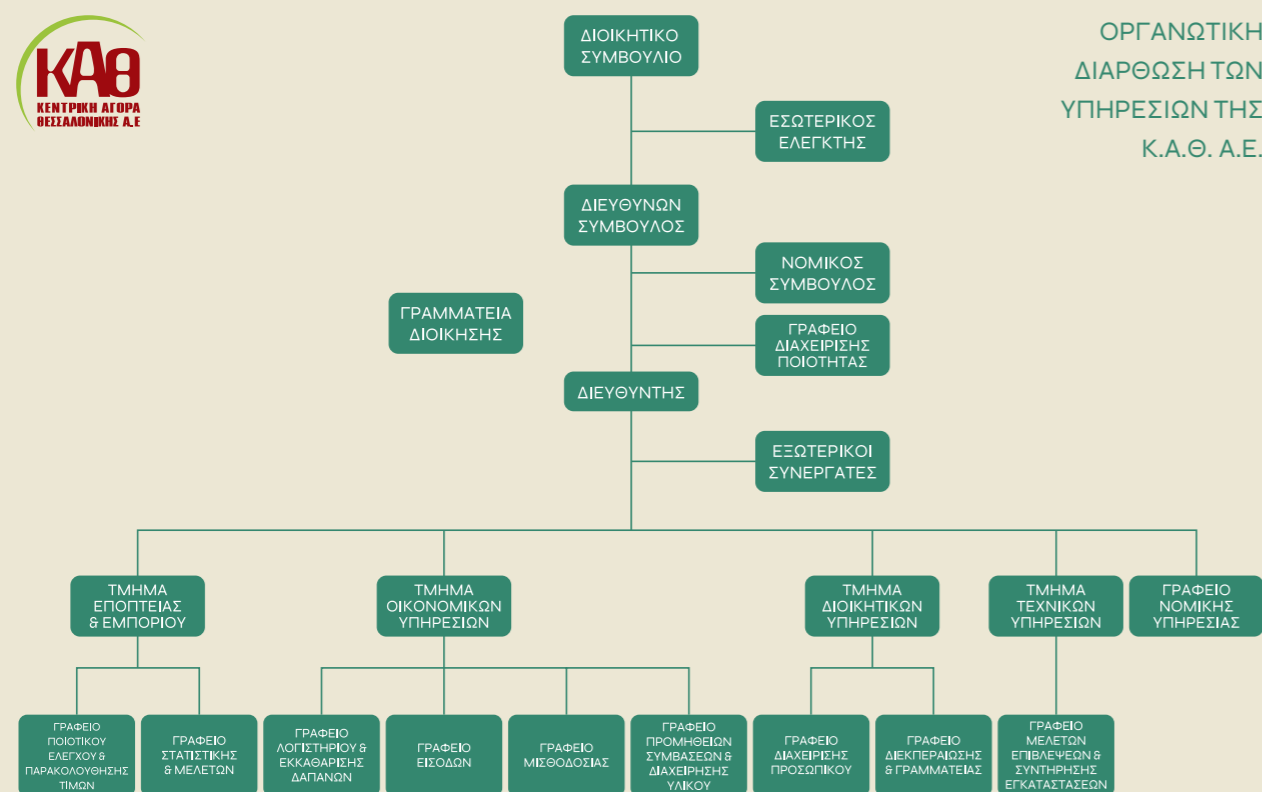 ΚΑΘ
ΚΕΝΤΡΙΚΗ ΑΓΟΡΑ
ΘΕΣΣΑΛΟΝΙΚΗΣ Α.Ε
ΟΡΓΑΝΩΤΙΚΗ
ΔΙΑΡΘΩΣΗ ΤΩΝ
ΥΠΗΡΕΣΙΩΝ ΤΗΣ
Κ.Α.Θ. Α.Ε.
ΔΙΟΙΚΗΤΙΚΟ
ΣΥΜΒΟΥΛΙΟ
ΕΣΩΤΕΡΙΚΟΣ
ΕΛΕΓΚΤΗΣ
ΔΙΕΥΘΥΝΩΝ
ΣΥΜΒΟΥΛΟΣ
ΝΟΜΙΚΟΣ
ΣΥΜΒΟΥΛΟΣ
ΓΡΑΜΜΑΤΕΙΑ
ΔΙΟΙΚΗΣΗΣ
ΓΡΑΦΕΙΟ
ΔΙΑΧΕΙΡΙΣΗΣ
ΠΟΙΟΤΗΤΑΣ
ΔΙΕΥΘΥΝΤΗΣ
ΕΞΩΤΕΡΙΚΟΙ
ΣΥΝΕΡΓΑΤΕΣ
ΤΜΗΜΑ
ΕΠΟΠΤΕΙΑΣ
& ΕΜΠΟΡΙΟΥ
ΤΜΗΜΑ
ΟΙΚΟΝΟΜΙΚΩΝ
ΥΠΗΡΕΣΙΩΝ
ΤΜΗΜΑ
ΔΙΟΙΚΗΤΙΚΩΝ
ΥΠΗΡΕΣΙΩΝ
ΤΜΗΜΑ
ΤΕΧΝΙΚΩΝ
ΥΠΗΡΕΣΙΩΝ
ΓΡΑΦΕΙΟ
ΝΟΜΙΚΗΣ
ΥΠΗΡΕΣΙΑΣ
ΓΡΑΦΕΙΟ
ΠΟΙΟΤΙΚΟΥ
ΕΛΕΓΧΟΥ &
ΠΑΡΑΚΟΛΟΥΘΗΣΗΣ
ΤΙΜΩΝ
ΓΡΑΦΕΙΟ
ΣΤΑΤΙΣΤΙΚΗΣ
& ΜΕΛΕΤΩΝ
ΓΡΑΦΕΙΟ
ΛΟΓΙΣΤΗΡΙΟΥ &
ΕΚΚΑΘΑΡΙΣΗΣ
ΔΑΠΑΝΩΝ
ΓΡΑΦΕΙΟ
ΕΙΣΟΔΩΝ
ΓΡΑΦΕΙΟ
ΜΙΣΘΟΔΟΣΙΑΣ
ΓΡΑΦΕΙΟ
ΠΡΟΜΗΘΕΙΩΝ
ΣΥΜΒΑΣΕΩΝ &
ΔΙΑΧΕΙΡΗΣΗΣ
ΥΛΙΚΟΥ
ΓΡΑΦΕΙΟ
ΔΙΑΧΕΙΡΙΣΗΣ
ΠΡΟΣΩΠΙΚΟΥ
ΓΡΑΦΕΙΟ
ΔΙΕΚΠΕΡΑΙΩΣΗΣ
& ΓΡΑΜΜΑΤΕΙΑΣ
ΓΡΑΦΕΙΟ
ΜΕΛΕΤΩΝ
ΕΠΙΒΛΕΨΕΩΝ &
ΣΥΝΤΗΡΗΣΗΣ
ΕΓΚΑΤΑΣΤΑΣΕΩΝ